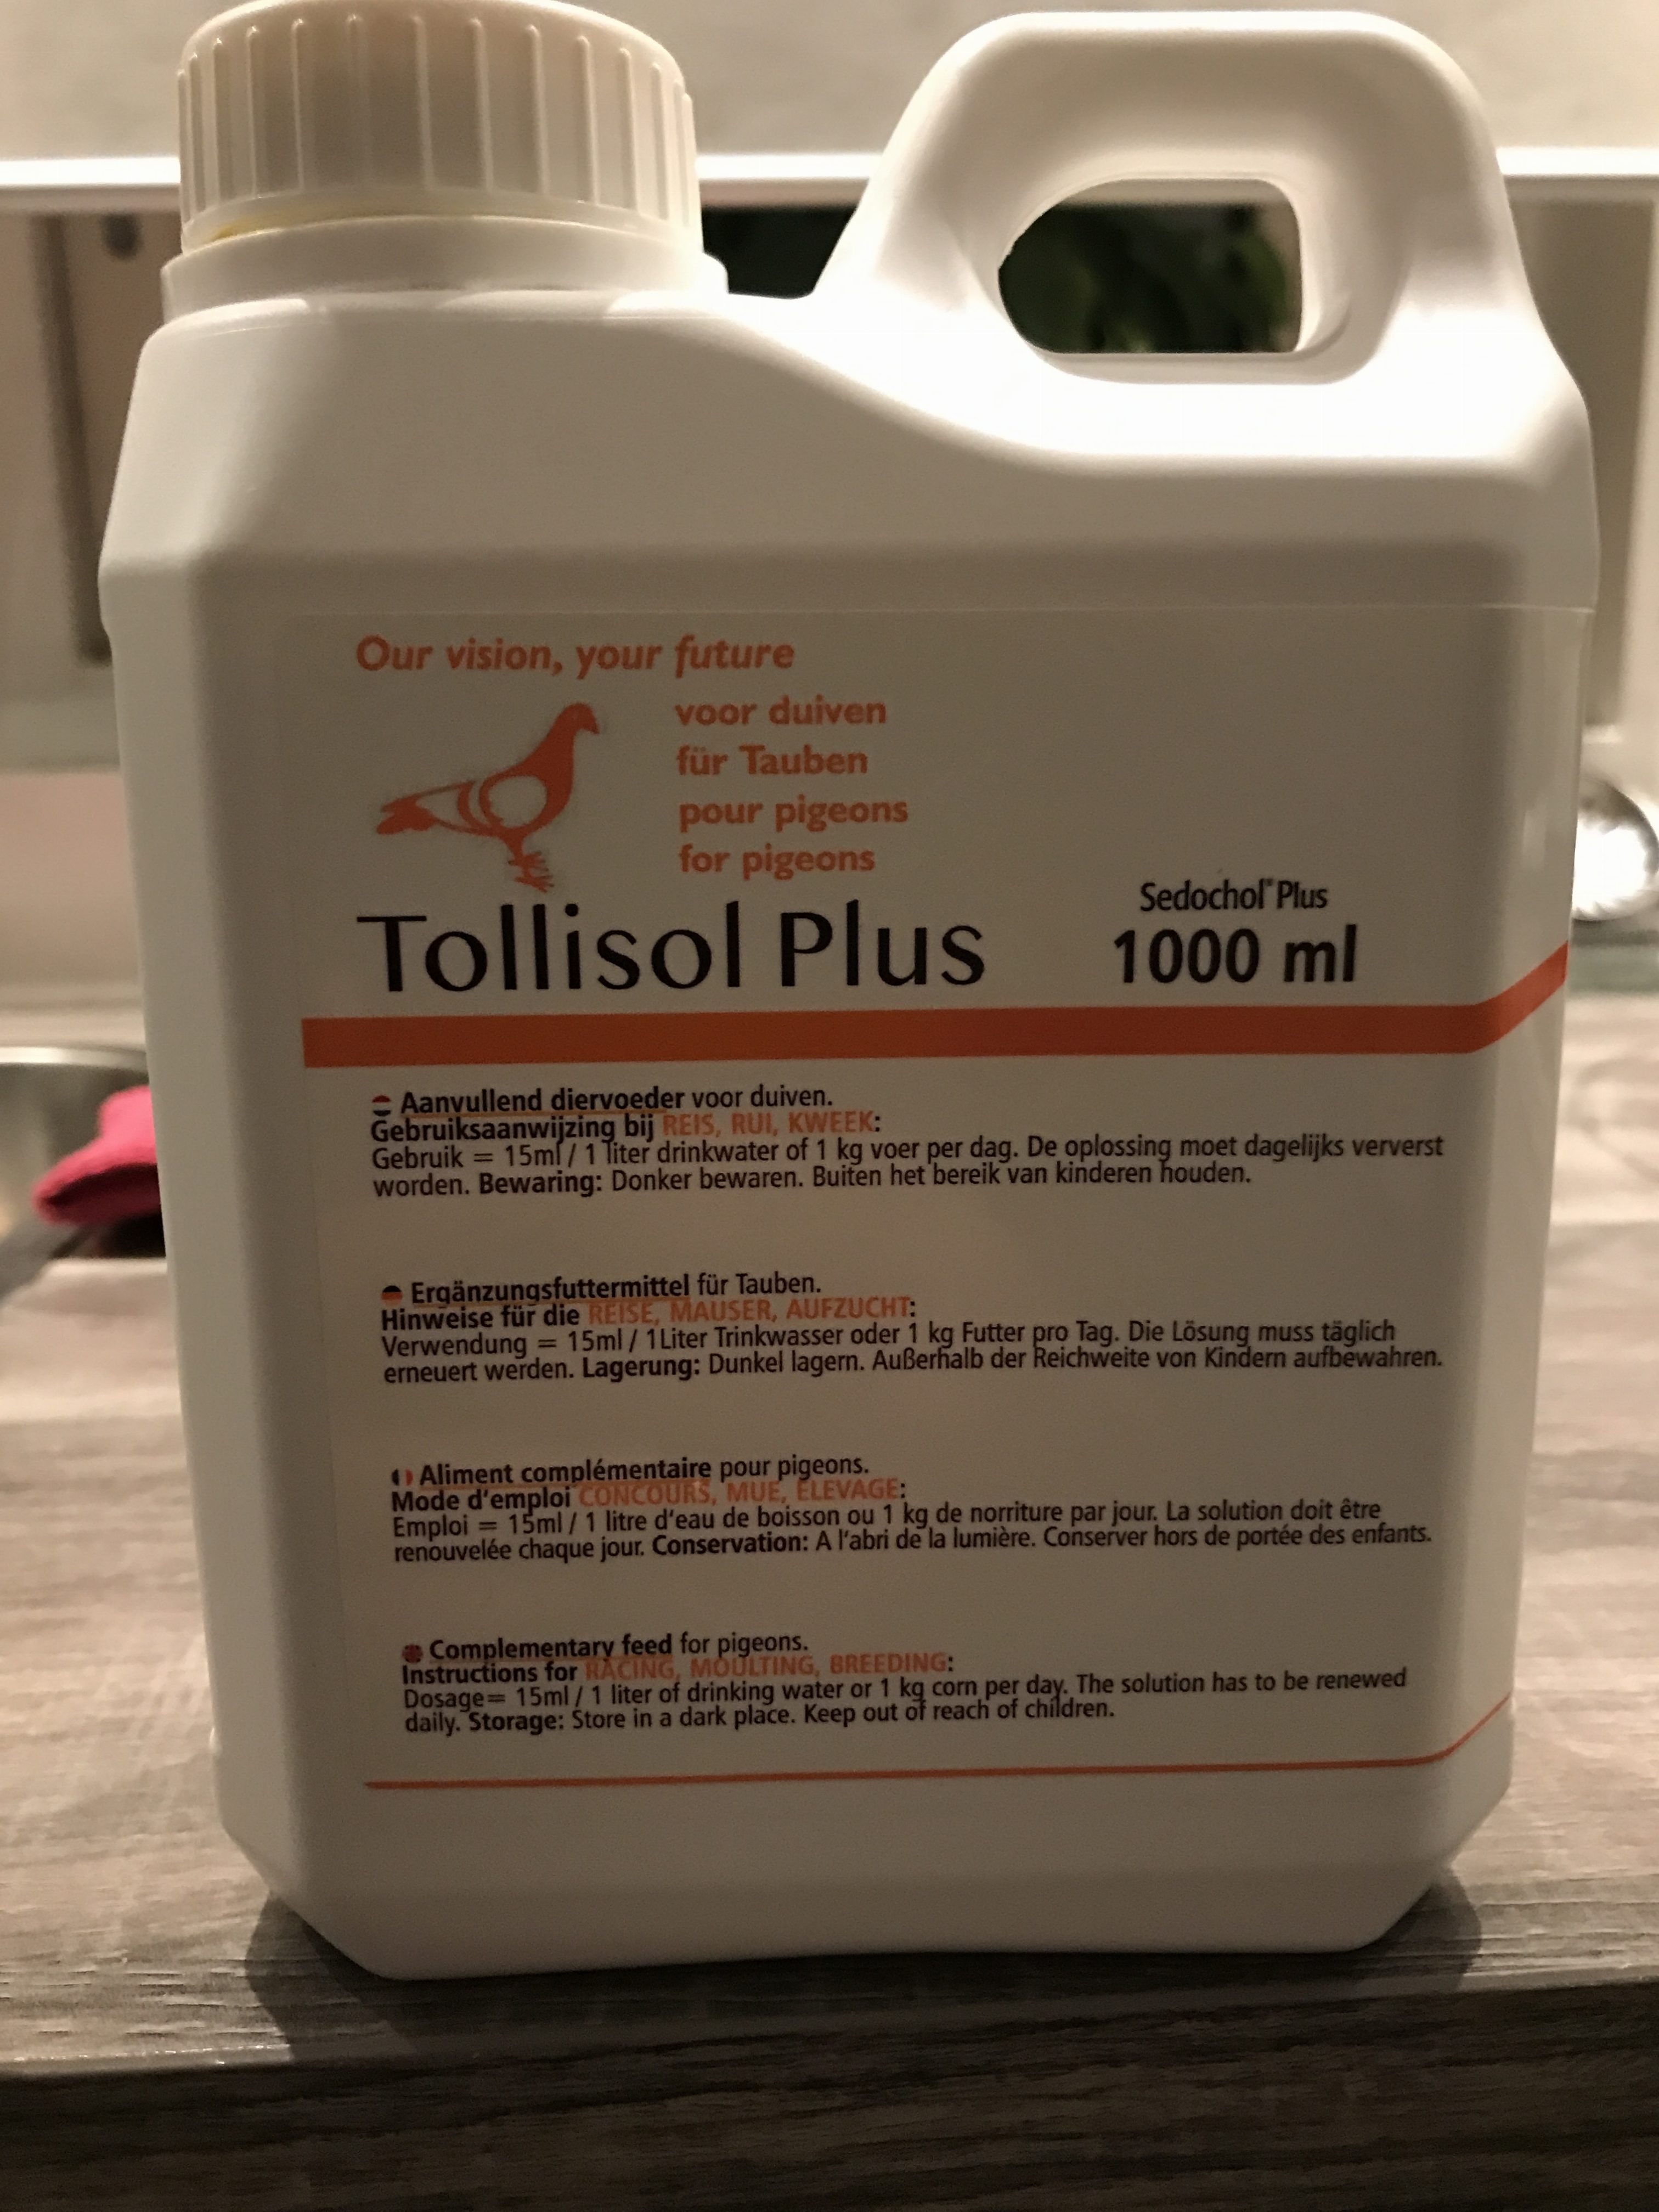 Our vision, your future
voor duiven
für Tauben
pour pigeons
for pigeons
Tollisol Plus
Sedochol® Plus
1000 ml
Aanvullend diervoeder voor duiven.
Gebruiksaanwijzing bij REIS, RUI, KWEEK:
Gebruik = 15ml / 1 liter drinkwater of 1 kg voer per dag. De oplossing moet dagelijks ververst
worden. Bewaring: Donker bewaren. Buiten het bereik van kinderen houden.
Ergänzungsfuttermittel für Tauben.
Hinweise für die REISE, MAUSER, AUFZUCHT:
Verwendung = 15ml / 1Liter Trinkwasser oder 1 kg Futter pro Tag. Die Lösung muss täglich
erneuert werden. Lagerung: Dunkel lagern. Außerhalb der Reichweite von Kindern aufbewahren.
Aliment complémentaire pour pigeons.
Mode d'emploi CONCOURS, MUE, ÉLEVAGE:
Emploi = 15ml / 1 litre d'eau de boisson ou 1 kg de norriture par jour. La solution doit être
renouvelée chaque jour. Conservation: A l'abri de la lumière. Conserver hors de portée des enfants.
Complementary feed for pigeons.
Instructions for RACING, MOULTING, BREEDING:
Dosage= 15ml / 1 liter of drinking water or 1 kg corn per day. The solution has to be renewed
daily. Storage: Store in a dark place. Keep out of reach of children.